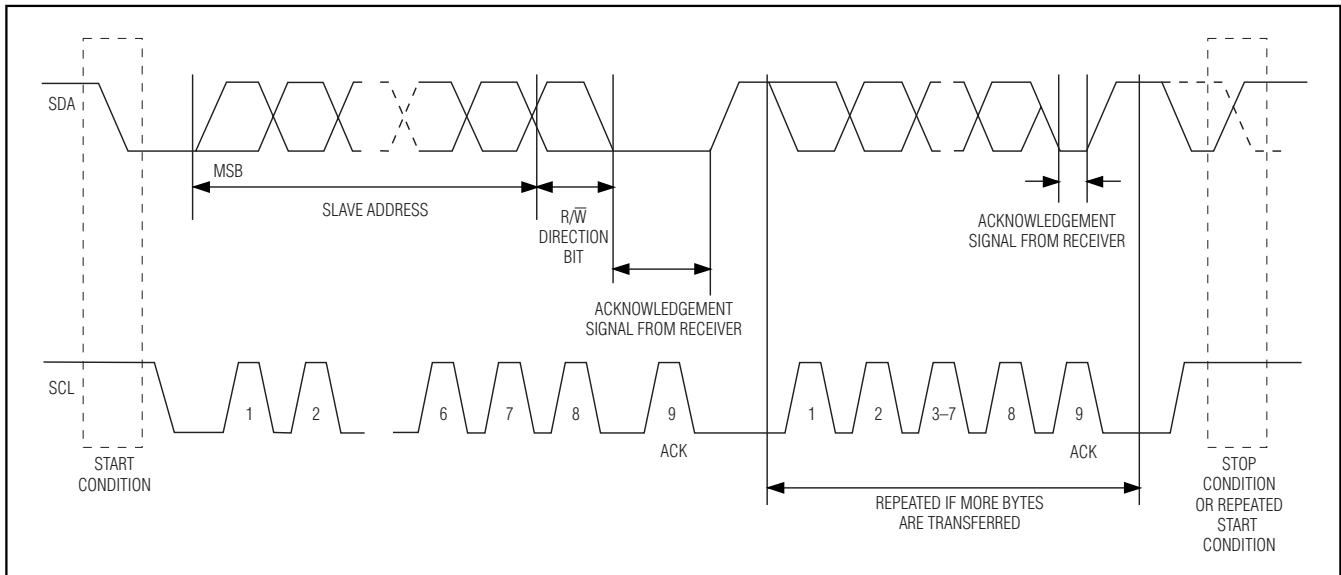 SDA
MSB
SLAVE ADDRESS
R/W̅
DIRECTION
BIT
ACKNOWLEDGEMENT
SIGNAL FROM RECEIVER
ACKNOWLEDGEMENT
SIGNAL FROM RECEIVER
SCL
1
2
6
7
8
9
ACK
1
2
3–7
8
9
ACK
START
CONDITION
REPEATED IF MORE BYTES
ARE TRANSFERRED
STOP
CONDITION
OR REPEATED
START
CONDITION